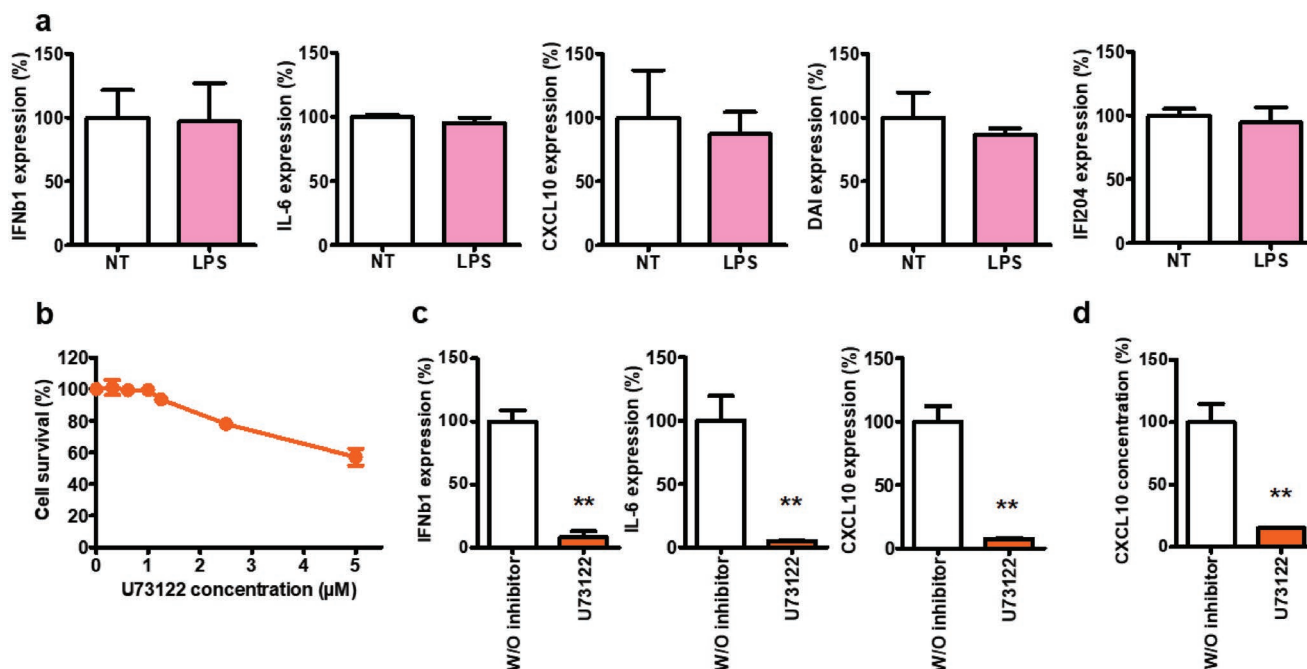 a
IFNb1 expression (%)
150
100
50
0
NT LPS
IL-6 expression (%)
150
100
50
0
NT LPS
CXCL10 expression (%)
150
100
50
0
NT LPS
DAI expression (%)
150
100
50
0
NT LPS
IFI204 expression (%)
150
100
50
0
NT LPS
b
Cell survival (%)
120
100
80
60
40
20
0
0 1 2 3 4 5
U73122 concentration (µM)
c
IFNb1 expression (%)
150
100
50
0
**
W/O inhibitor
U73122
IL-6 expression (%)
150
100
50
0
**
W/O inhibitor
U73122
CXCL10 expression (%)
150
100
50
0
**
W/O inhibitor
U73122
d
CXCL10 concentration (%)
150
100
50
0
**
W/O inhibitor
U73122